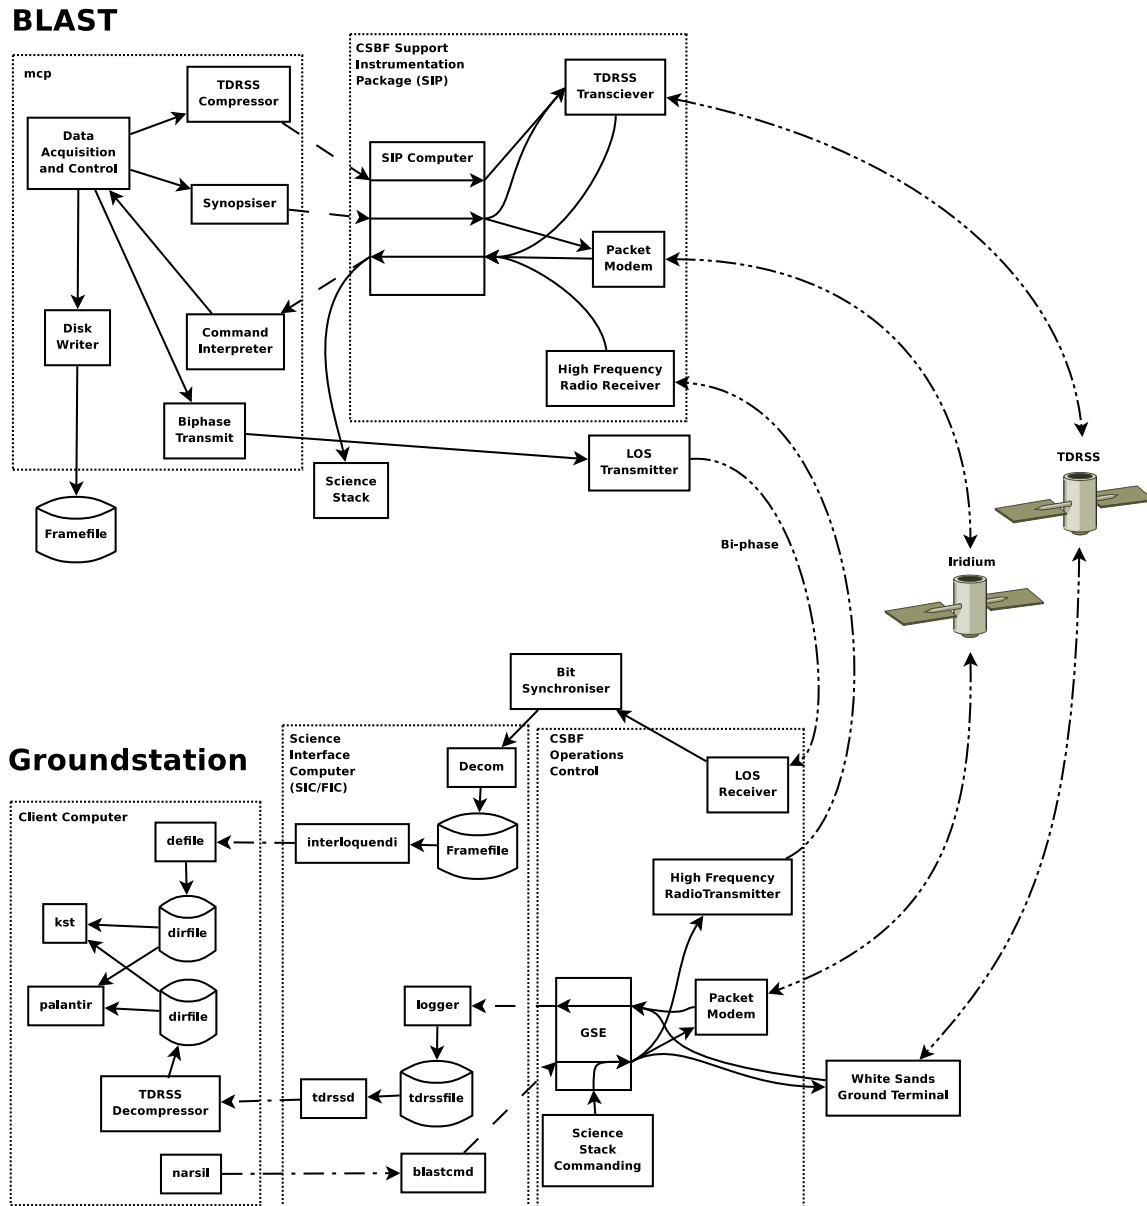 BLAST
mcp
CSBF Support
Instrumentation
Package (SIP)
TDRSS
Compressor
TDRSS
Transciever
Data
Acquisition
and Control
SIP Computer
Synopsiser
Packet
Modem
Disk
Writer
Command
Interpreter
High Frequency
Radio Receiver
Biphase
Transmit
LOS
Transmitter
Science
Stack
Framefile
TDRSS
Bi-phase
Iridium
Bit
Synchroniser
Groundstation
Science
Interface
Computer
(SIC/FIC)
CSBF
Operations
Control
Decom
LOS
Receiver
Client Computer
defile
interloquendi
Framefile
High Frequency
RadioTransmitter
kst
dirfile
palantir
dirfile
logger
GSE
Packet
Modem
TDRSS
Decompressor
tdrssd
tdrssfile
White Sands
Ground Terminal
Science
Stack
Commanding
narsil
blastcmd